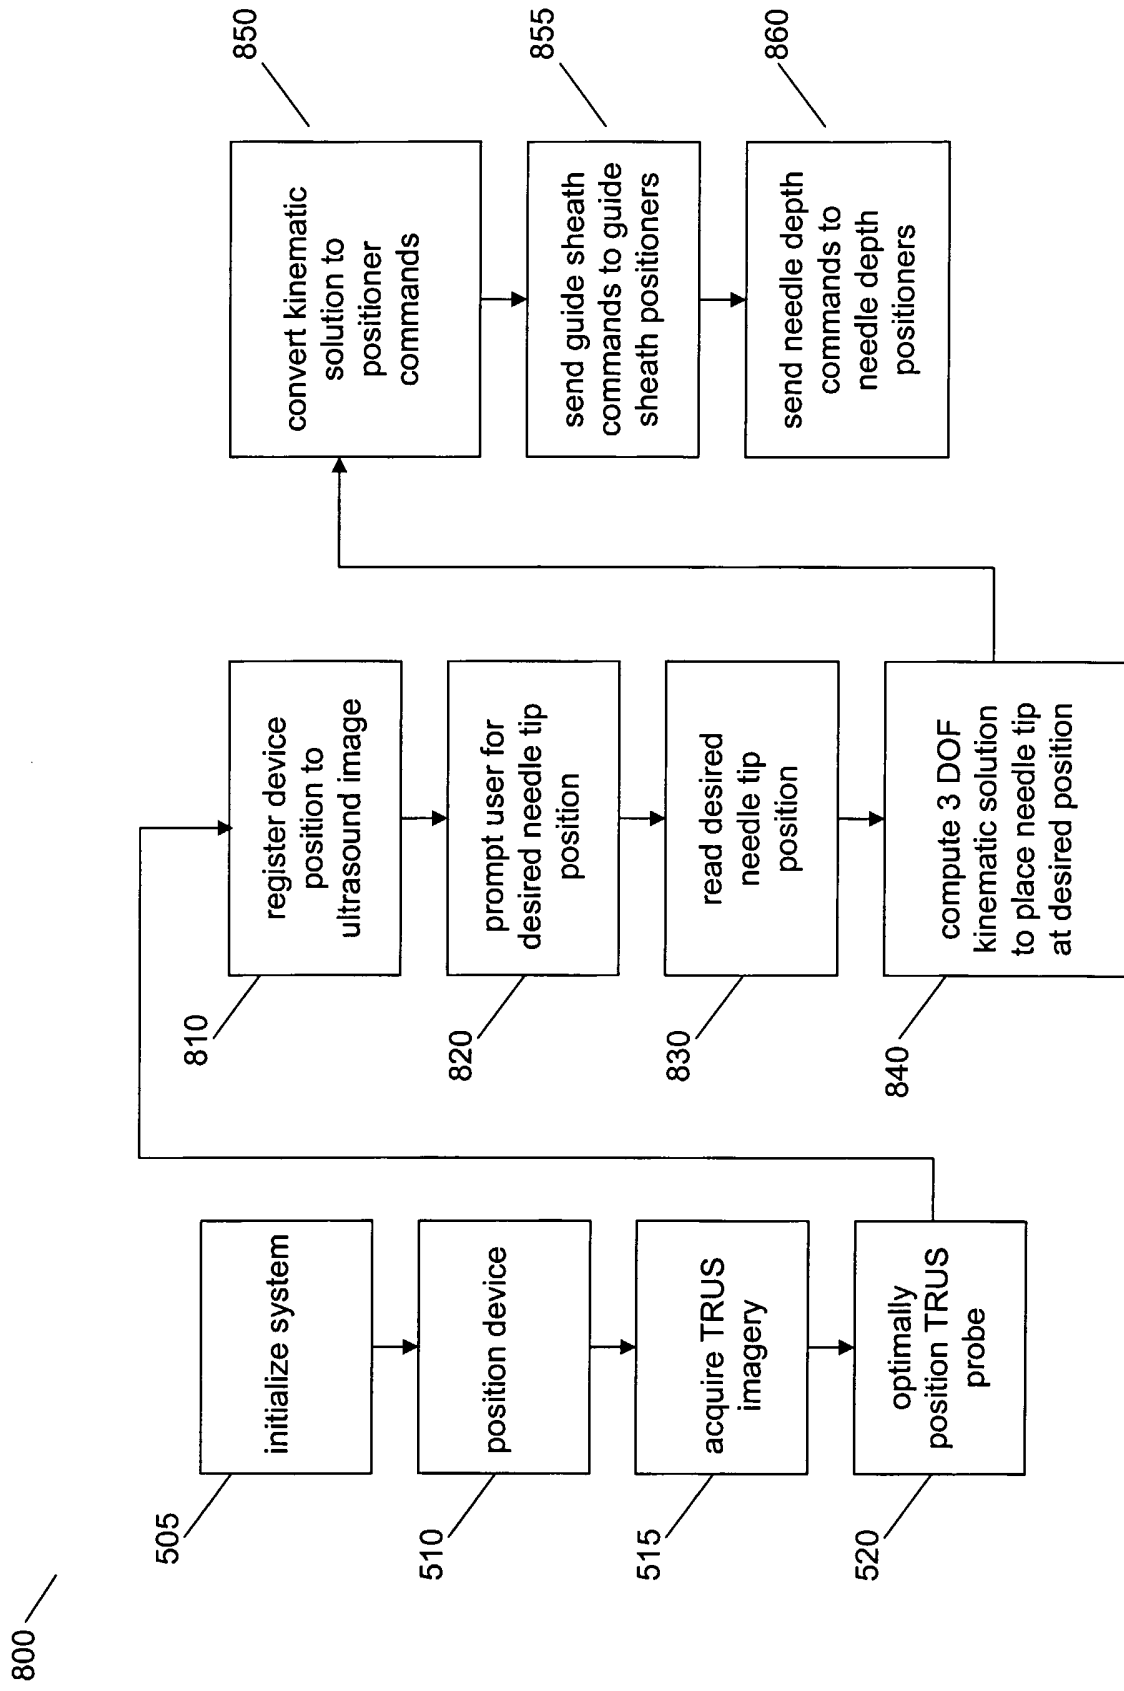 800
505
initialize system
510
position device
515
acquire TRUS
imagery
520
optimally
position TRUS
probe
810
register device
position to
ultrasound image
820
prompt user for
desired needle tip
position
830
read desired
needle tip
position
840
compute 3 DOF
kinematic solution
to place needle tip
at desired position
850
convert kinematic
solution to
positioner
commands
855
send guide sheath
commands to guide
sheath positioners
860
send needle depth
commands to
needle depth
positioners